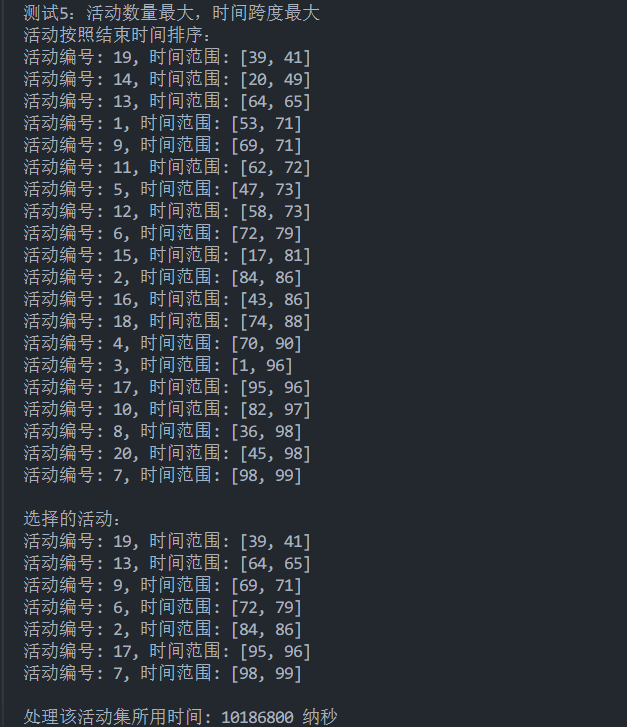 测试5：活动数量最大，时间跨度最大
活动按照结束时间排序：
活动编号: 19, 时间范围: [39, 41]
活动编号: 14, 时间范围: [20, 49]
活动编号: 13, 时间范围: [64, 65]
活动编号: 1, 时间范围: [53, 71]
活动编号: 9, 时间范围: [69, 71]
活动编号: 11, 时间范围: [62, 72]
活动编号: 5, 时间范围: [47, 73]
活动编号: 12, 时间范围: [58, 73]
活动编号: 6, 时间范围: [72, 79]
活动编号: 15, 时间范围: [17, 81]
活动编号: 2, 时间范围: [84, 86]
活动编号: 16, 时间范围: [43, 86]
活动编号: 18, 时间范围: [74, 88]
活动编号: 4, 时间范围: [70, 90]
活动编号: 3, 时间范围: [1, 96]
活动编号: 17, 时间范围: [95, 96]
活动编号: 10, 时间范围: [82, 97]
活动编号: 8, 时间范围: [36, 98]
活动编号: 20, 时间范围: [45, 98]
活动编号: 7, 时间范围: [98, 99]
选择的活动：
活动编号: 19, 时间范围: [39, 41]
活动编号: 13, 时间范围: [64, 65]
活动编号: 9, 时间范围: [69, 71]
活动编号: 6, 时间范围: [72, 79]
活动编号: 2, 时间范围: [84, 86]
活动编号: 17, 时间范围: [95, 96]
活动编号: 7, 时间范围: [98, 99]
处理该活动集所用时间: 10186800 纳秒